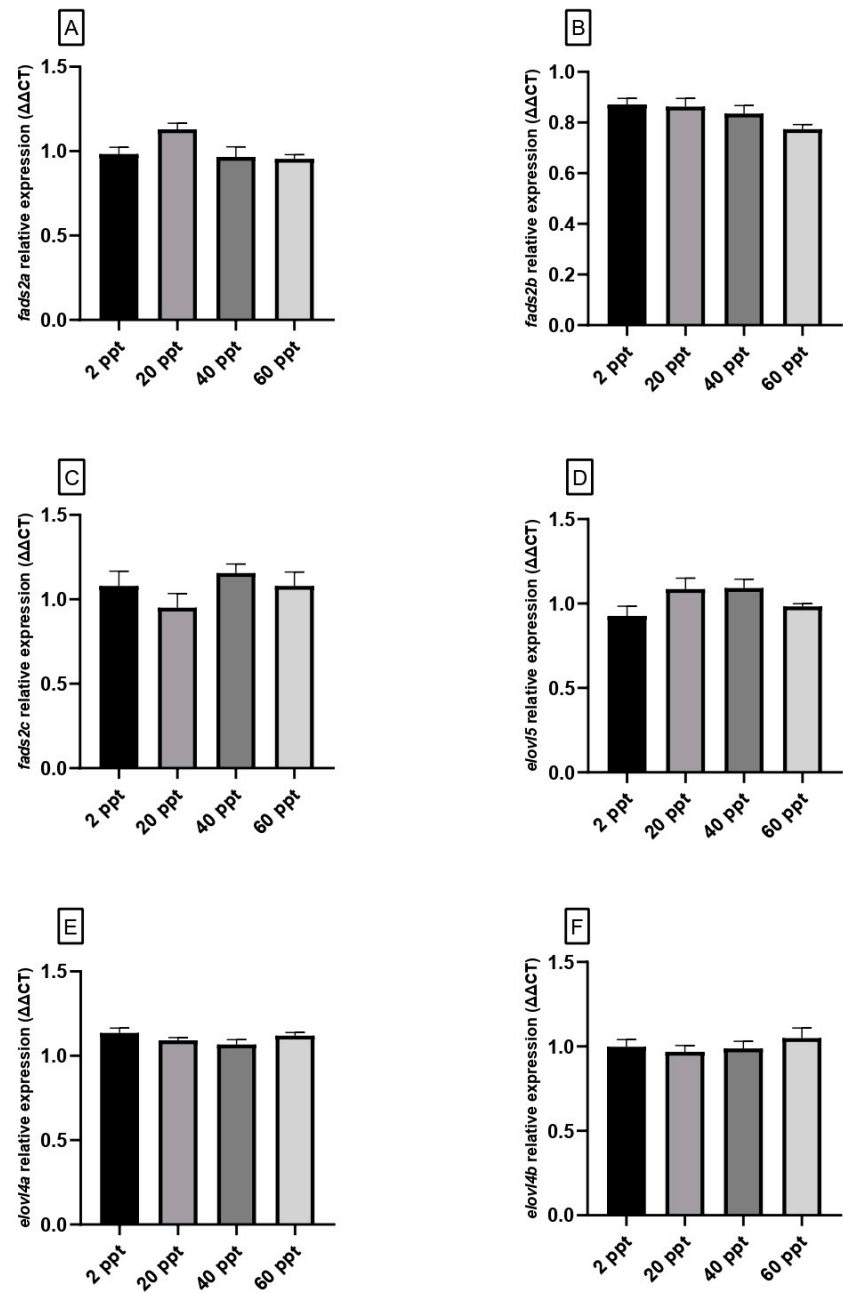 A
fads2a relative expression (ΔΔCT)
1.5
1.0
0.5
0.0
2 ppt
20 ppt
40 ppt
60 ppt
B
fads2b relative expression (ΔΔCT)
1.0
0.8
0.6
0.4
0.2
0.0
2 ppt
20 ppt
40 ppt
60 ppt
C
fads2c relative expression (ΔΔCT)
1.5
1.0
0.5
0.0
2 ppt
20 ppt
40 ppt
60 ppt
D
elovl5 relative expression (ΔΔCT)
1.5
1.0
0.5
0.0
2 ppt
20 ppt
40 ppt
60 ppt
E
elovl4a relative expression (ΔΔCT)
1.5
1.0
0.5
0.0
2 ppt
20 ppt
40 ppt
60 ppt
F
elovl4b relative expression (ΔΔCT)
1.5
1.0
0.5
0.0
2 ppt
20 ppt
40 ppt
60 ppt